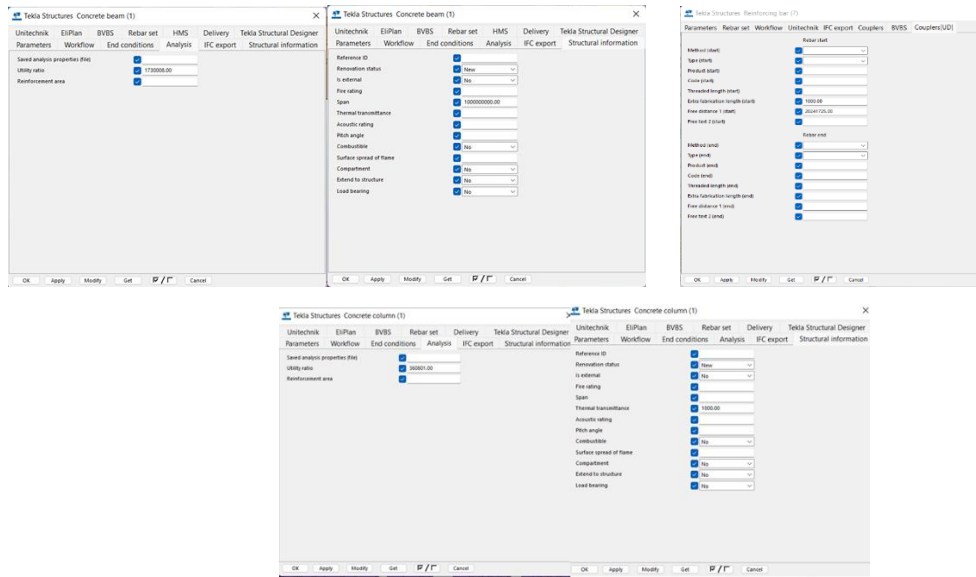 Tekla Structures Concrete beam (1)
Unitechnik EliPlan BVBS Rebar set HMS Delivery Tekla Structural Designer
Parameters Workflow End conditions Analysis IFC export Structural information
Saved analysis properties (file)
Utility ratio 1730008.00
Reinforcement area
OK Apply Modify Get Cancel
Tekla Structures Concrete beam (1)
Unitechnik EliPlan BVBS Rebar set HMS Delivery Tekla Structural Designer
Parameters Workflow End conditions Analysis IFC export Structural information
Reference ID
Renovation status New
Is external No
Fire rating
Span 1000000000.00
Thermal transmittance
Acoustic rating
Pitch angle
Combustible No
Surface spread of flame
Compartment No
Extend to structure No
Load bearing No
OK Apply Modify Get Cancel
Tekla Structures Reinforcing bar (7)
Parameters Rebar set Workflow Unitechnik IFC export Couplers BVBS Couplers(UD)
Rebar start
Method (start)
Type (start)
Product (start)
Code (start)
Threaded length (start)
Extra fabrication length (start) 1000.00
Free distance 1 (start)
Free text 2 (start)
Rebar end
Method (end)
Type (end)
Product (end)
Code (end)
Threaded length (end)
Extra fabrication length (end)
Free distance 1 (end)
Free text 2 (end)
OK Apply Modify Get Cancel
Tekla Structures Concrete column (1)
Unitechnik EliPlan BVBS Rebar set Delivery Tekla Structural Designer
Parameters Workflow End conditions Analysis IFC export Structural information
Saved analysis properties (file)
Utility ratio 360801.00
Reinforcement area
OK Apply Modify Get Cancel
Tekla Structures Concrete column (1)
Unitechnik EliPlan BVBS Rebar set Delivery Tekla Structural Designer
Parameters Workflow End conditions Analysis IFC export Structural information
Reference ID
Renovation status New
Is external No
Fire rating
Span
Thermal transmittance 1000.00
Acoustic rating
Pitch angle
Combustible No
Surface spread of flame
Compartment No
Extend to structure No
Load bearing No
OK Apply Modify Get Cancel